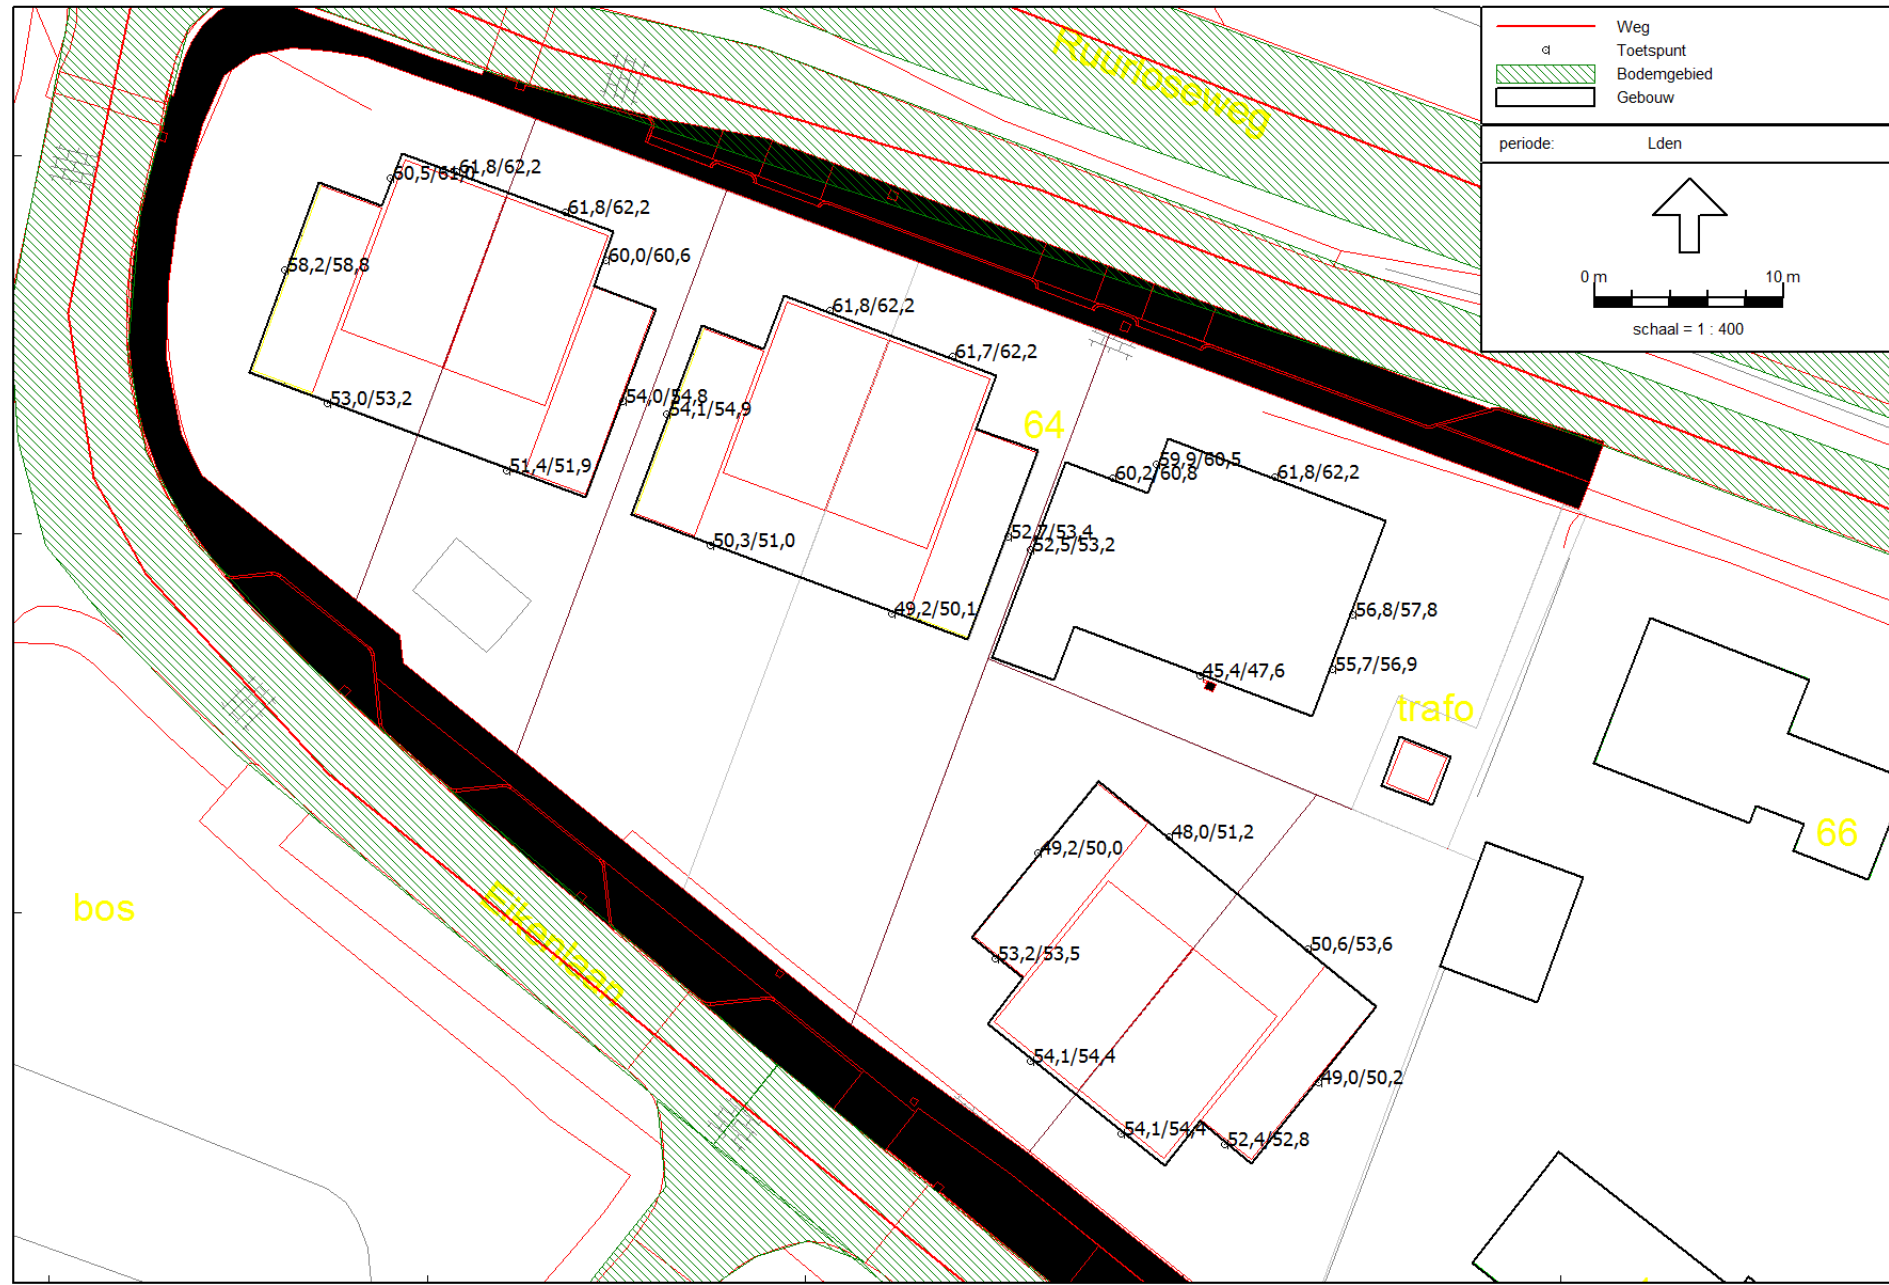 Weg
Toetspunt
Bodemgebied
Gebouw
periode: Lden
0 m 10 m
schaal = 1 : 400
Ruurloseweg
60,5/61,0
61,8/62,2
61,8/62,2
60,0/60,6
58,2/58,8
61,8/62,2
61,7/62,2
53,0/53,2
54,0/54,8
54,1/54,9
64
51,4/51,9
60,2/60,8
59,9/60,5
61,8/62,2
50,3/51,0
52,7/53,4
52,5/53,2
49,2/50,1
56,8/57,8
55,7/56,9
45,4/47,6
trafo
66
48,0/51,2
49,2/50,0
bos
Eikenlaan
53,2/53,5
50,6/53,6
54,1/54,4
49,0/50,2
54,1/54,4
52,4/52,8